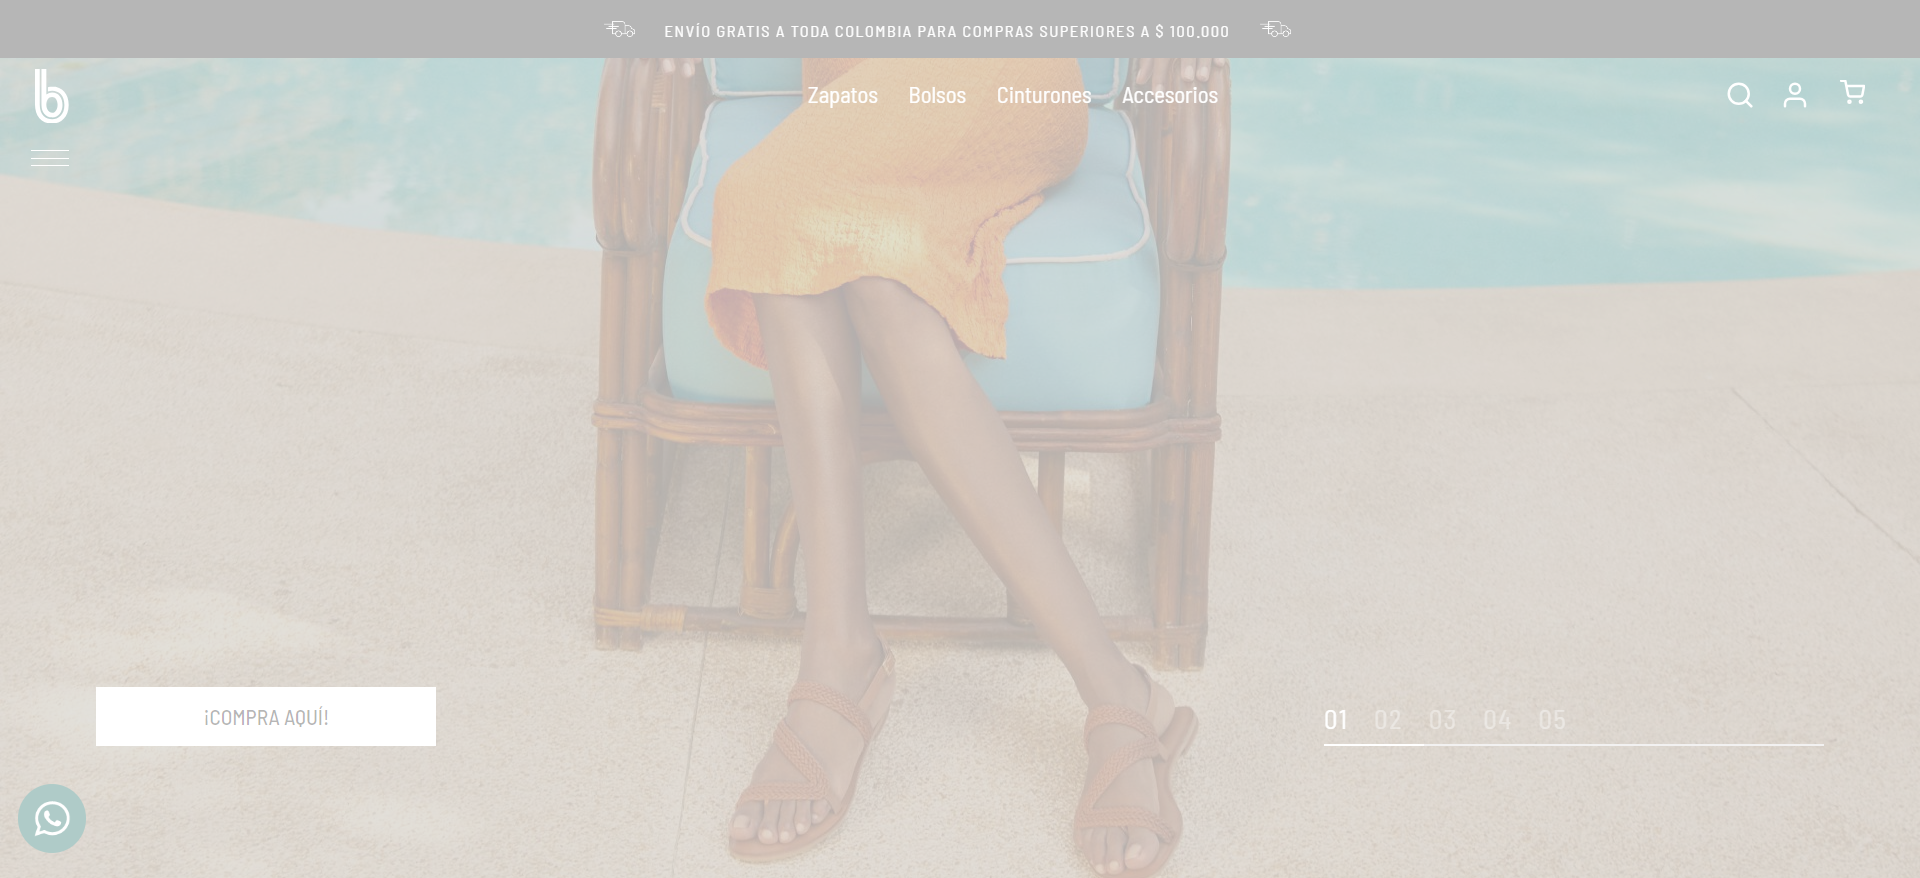 ENVÍO GRATIS A TODA COLOMBIA PARA COMPRAS SUPERIORES A $ 100.000
b
Zapatos Bolsos Cinturones Accesorios
¡COMPRA AQUÍ!
01 02 03 04 05